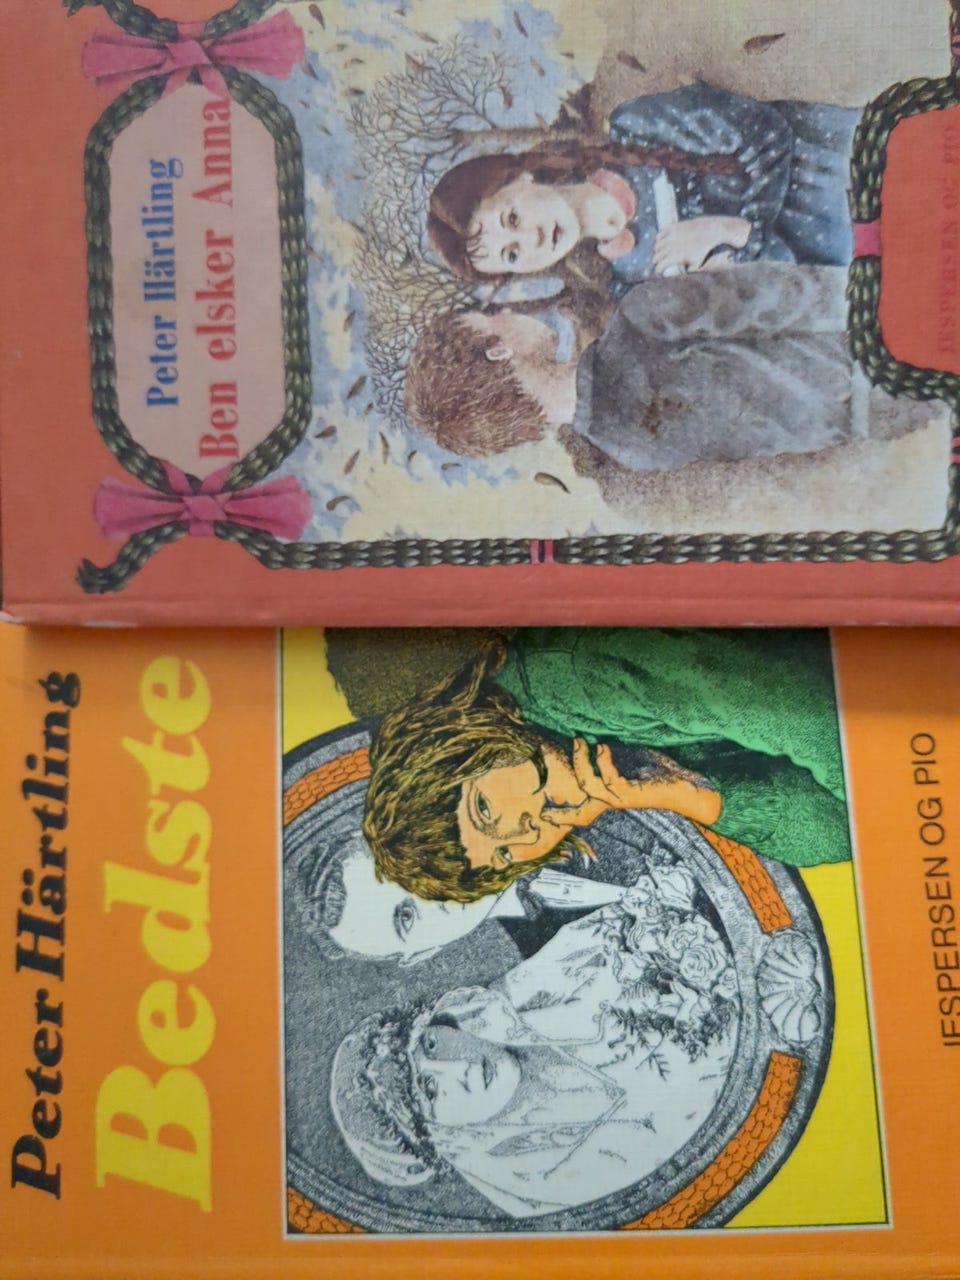 Peter Härtling
Ben elsker Anna
JESPERSEN OG PIO
Peter Härtling
Bedste
JESPERSEN OG PIO